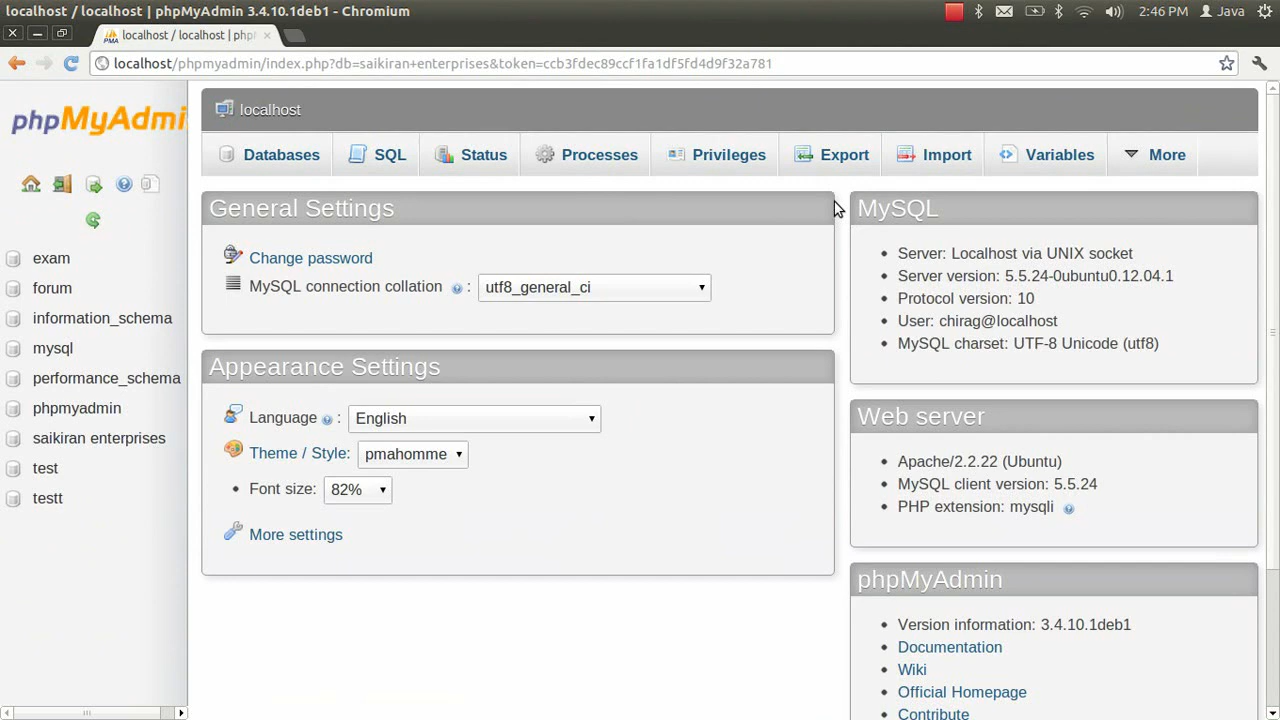 localhost / localhost | phpMyAdmin 3.4.10.1deb1 - Chromium
2:46 PM
Java
localhost / localhost | php
localhost/phpmyadmin/index.php?db=saikiran+enterprises&token=ccb3fdec89ccf1fa1df5fd4d9f32a781
phpMyAdmi
exam
forum
information_schema
mysql
performance_schema
phpmyadmin
saikiran enterprises
test
testt
localhost
Databases
SQL
Status
Processes
Privileges
Export
Import
Variables
More
General Settings
Change password
MySQL connection collation : utf8_general_ci
Appearance Settings
Language : English
Theme / Style: pmahomme
Font size: 82%
More settings
MySQL
Server: Localhost via UNIX socket
Server version: 5.5.24-0ubuntu0.12.04.1
Protocol version: 10
User: chirag@localhost
MySQL charset: UTF-8 Unicode (utf8)
Web server
Apache/2.2.22 (Ubuntu)
MySQL client version: 5.5.24
PHP extension: mysqli
phpMyAdmin
Version information: 3.4.10.1deb1
Documentation
Wiki
Official Homepage
Contribute